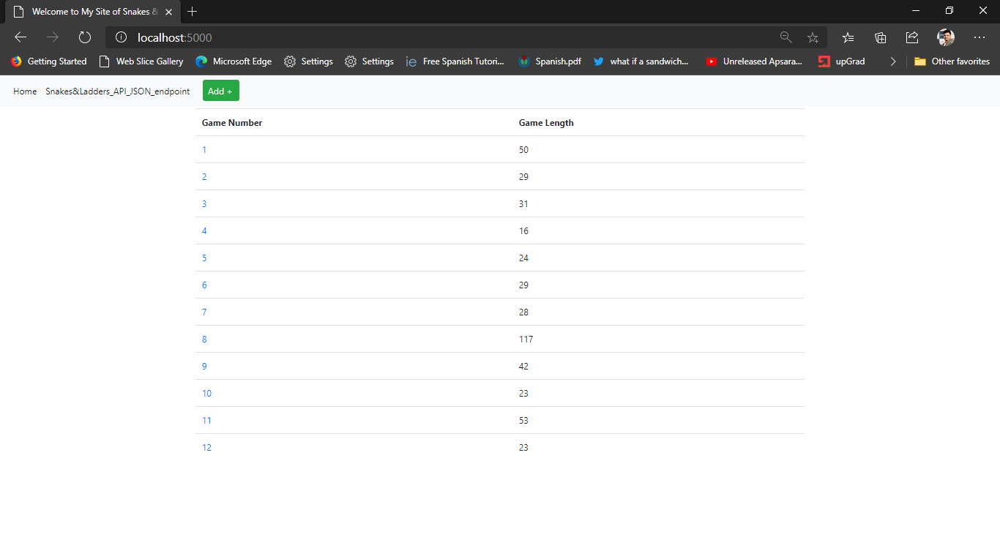 Welcome to My Site of Snakes &
localhost:5000
Getting Started Web Slice Gallery Microsoft Edge Settings Settings Free Spanish Tutori... Spanish.pdf what if a sandwich... Unreleased Apsara... upGrad Other favorites
Home Snakes&Ladders_API_JSON_endpoint Add +
Game Number Game Length
1 50
2 29
3 31
4 16
5 24
6 29
7 28
8 117
9 42
10 23
11 53
12 23